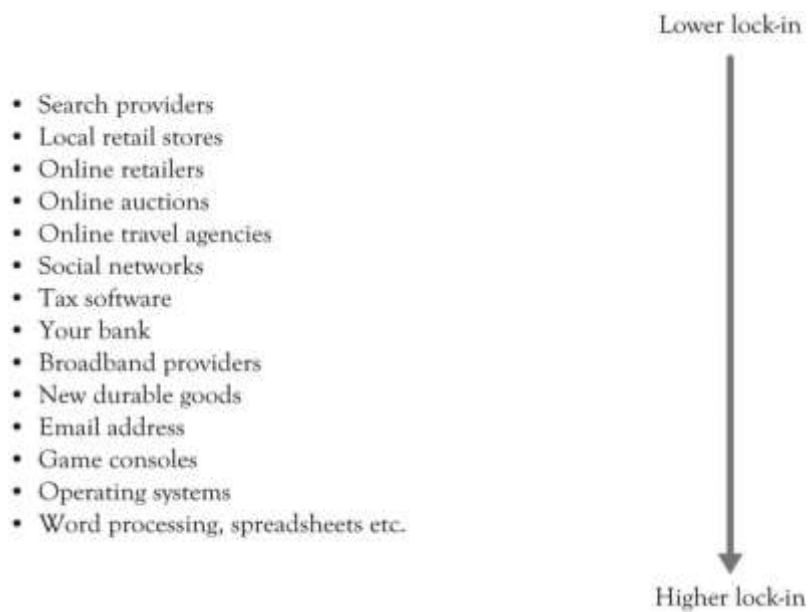 Lower lock-in
• Search providers
• Local retail stores
• Online retailers
• Online auctions
• Online travel agencies
• Social networks
• Tax software
• Your bank
• Broadband providers
• New durable goods
• Email address
• Game consoles
• Operating systems
• Word processing, spreadsheets etc.
Higher lock-in